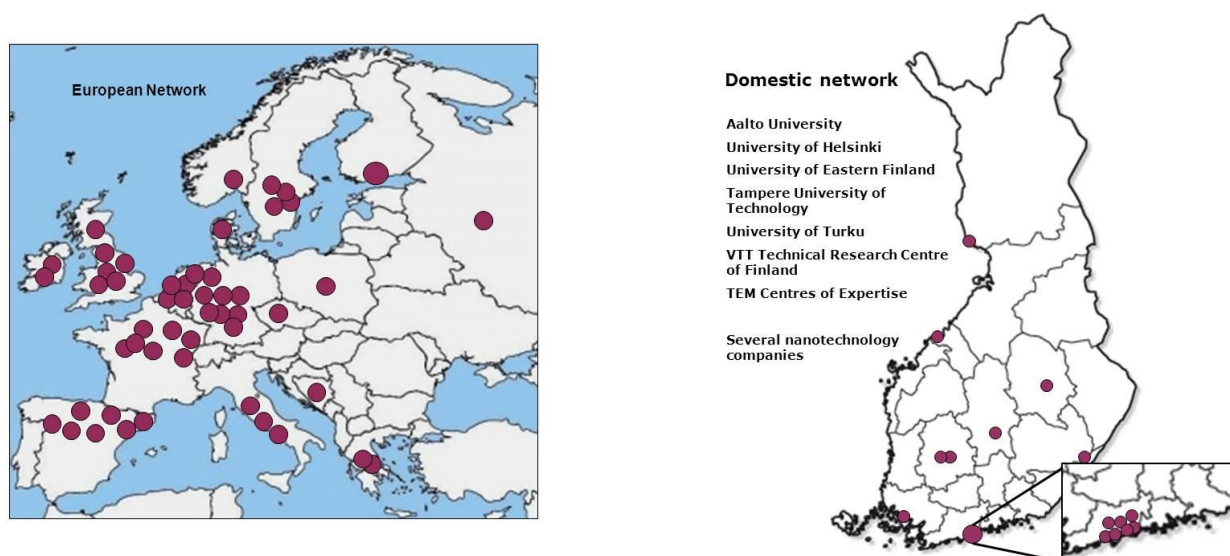 European Network
Domestic network
Aalto University
University of Helsinki
University of Eastern Finland
Tampere University of
Technology
University of Turku
VTT Technical Research Centre
of Finland
TEM Centres of Expertise
Several nanotechnology
companies